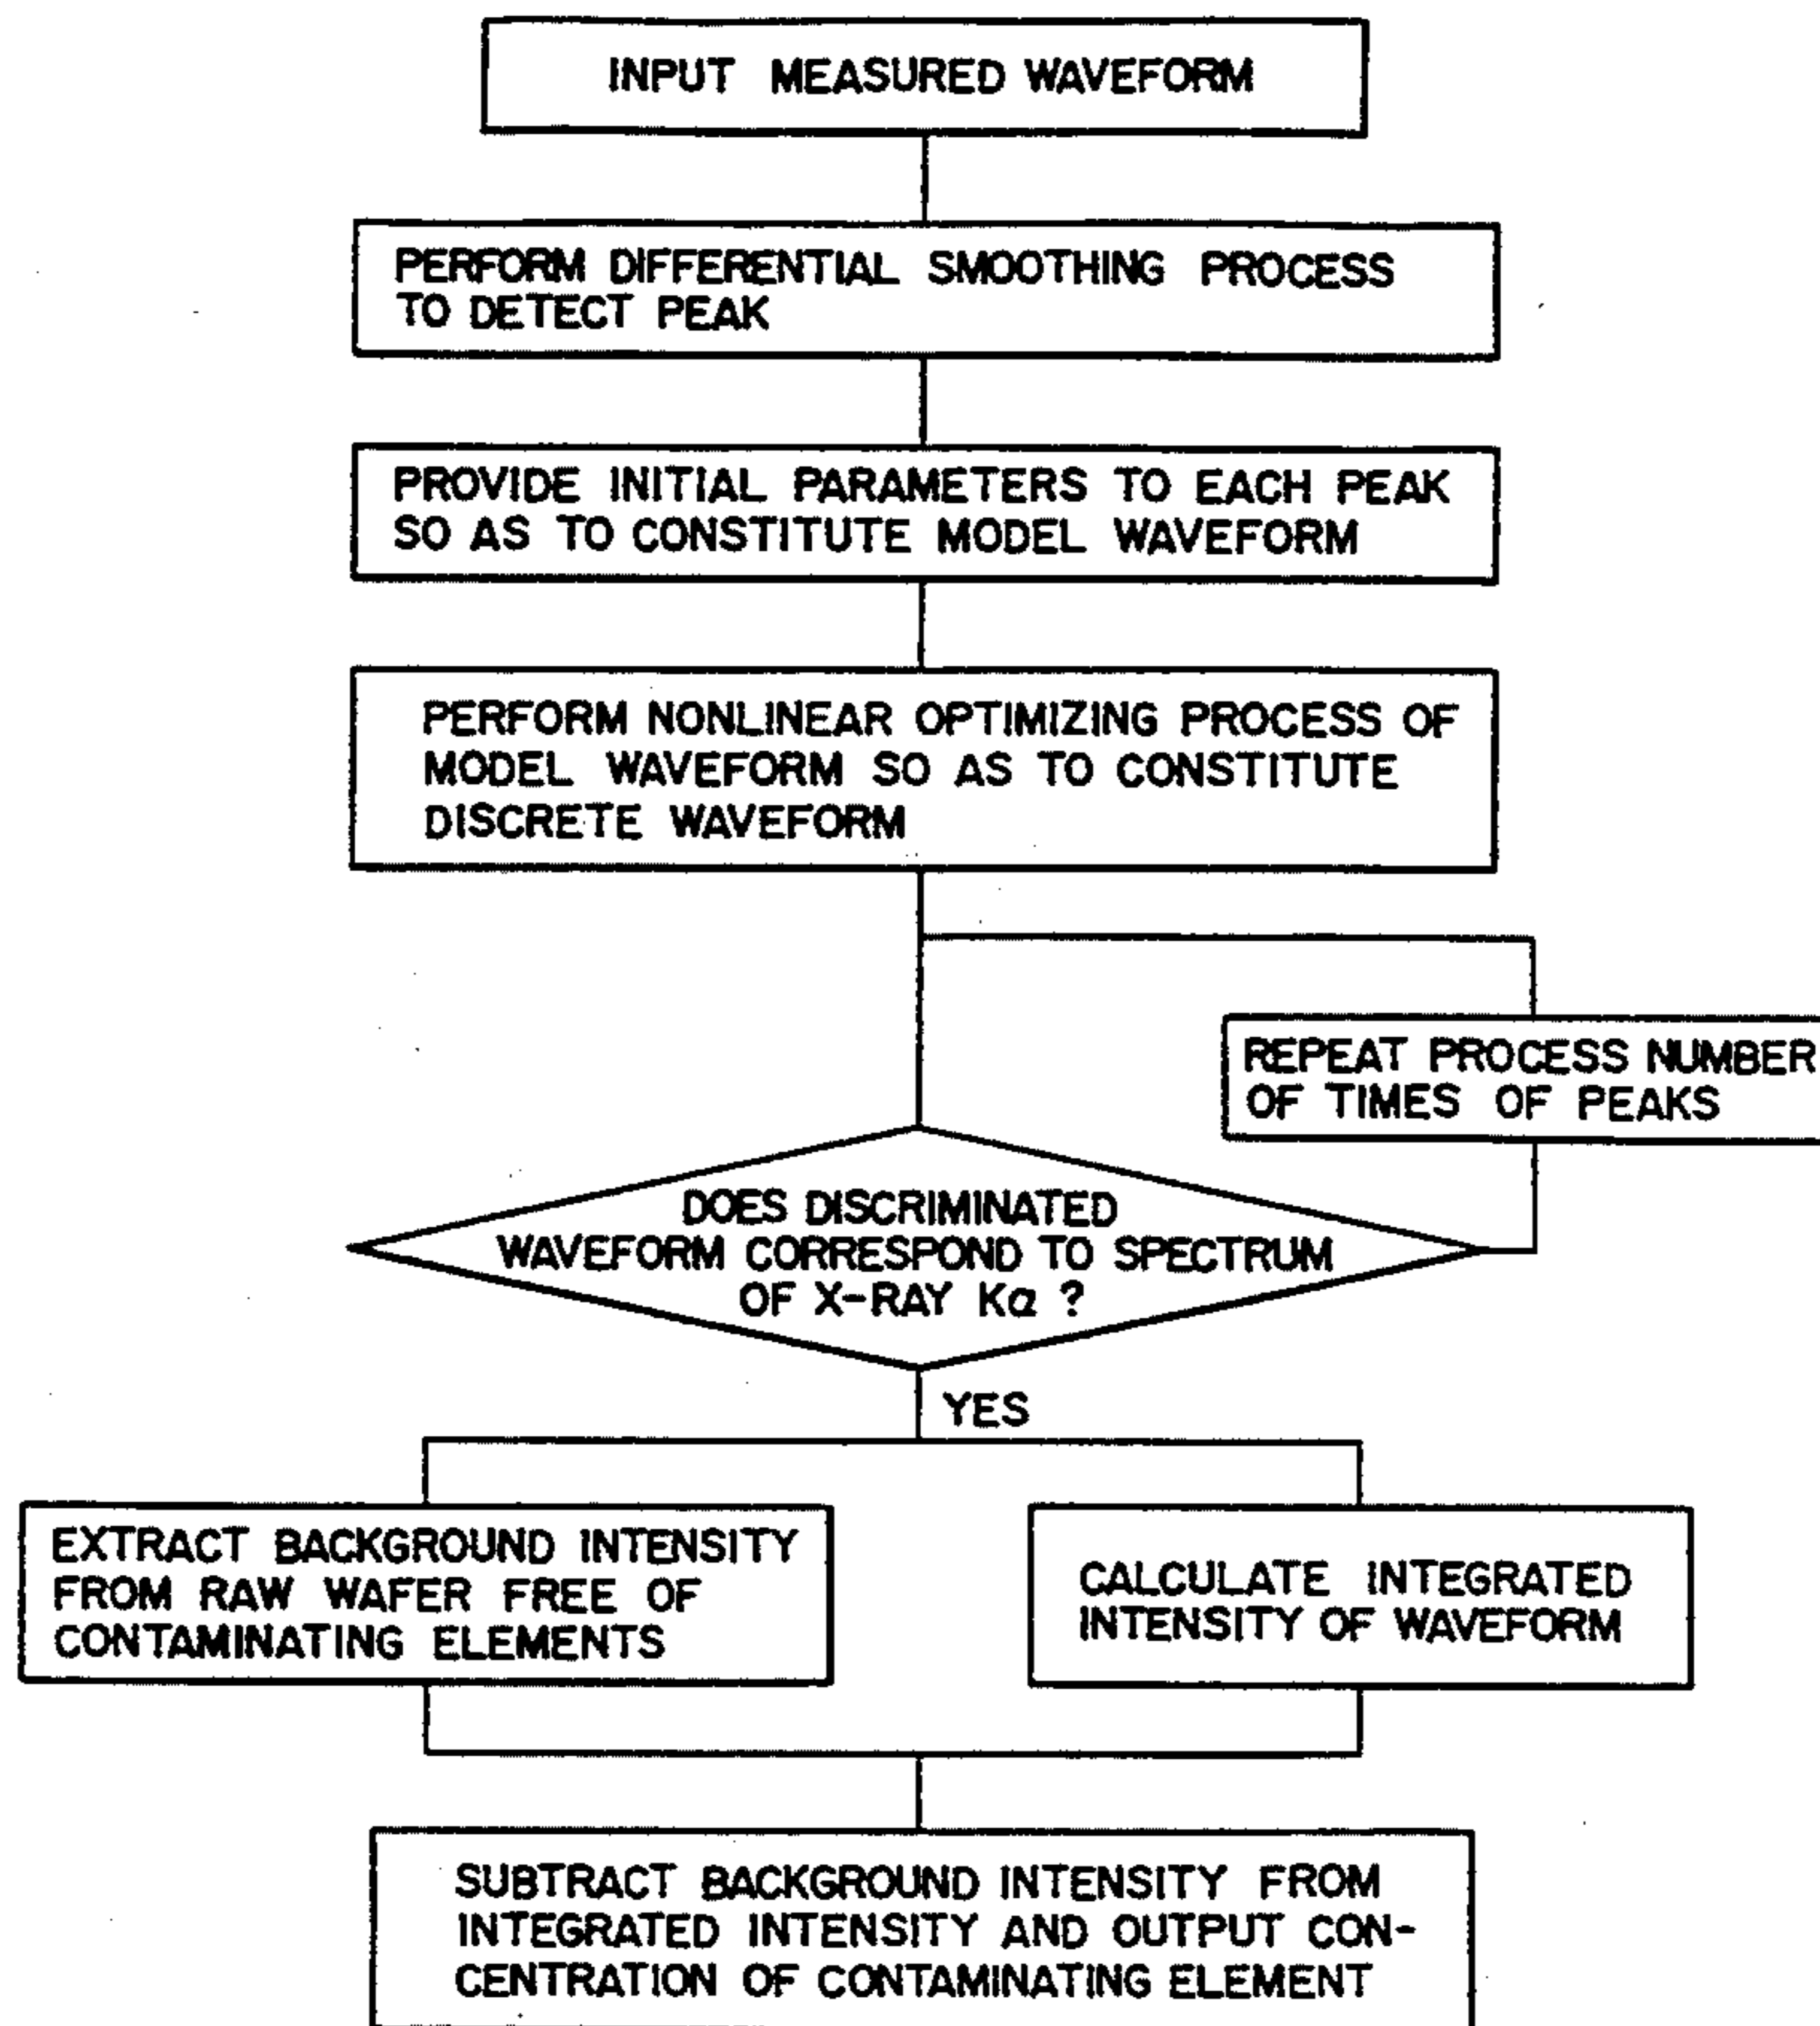 INPUT MEASURED WAVEFORM
PERFORM DIFFERENTIAL SMOOTHING PROCESS
TO DETECT PEAK
PROVIDE INITIAL PARAMETERS TO EACH PEAK
SO AS TO CONSTITUTE MODEL WAVEFORM
PERFORM NONLINEAR OPTIMIZING PROCESS OF
MODEL WAVEFORM SO AS TO CONSTITUTE
DISCRETE WAVEFORM
REPEAT PROCESS NUMBER
OF TIMES OF PEAKS
DOES DISCRIMINATED
WAVEFORM CORRESPOND TO SPECTRUM
OF X-RAY Kα ?
YES
EXTRACT BACKGROUND INTENSITY
FROM RAW WAFER FREE OF
CONTAMINATING ELEMENTS
CALCULATE INTEGRATED
INTENSITY OF WAVEFORM
SUBTRACT BACKGROUND INTENSITY FROM
INTEGRATED INTENSITY AND OUTPUT CON-
CENTRATION OF CONTAMINATING ELEMENT